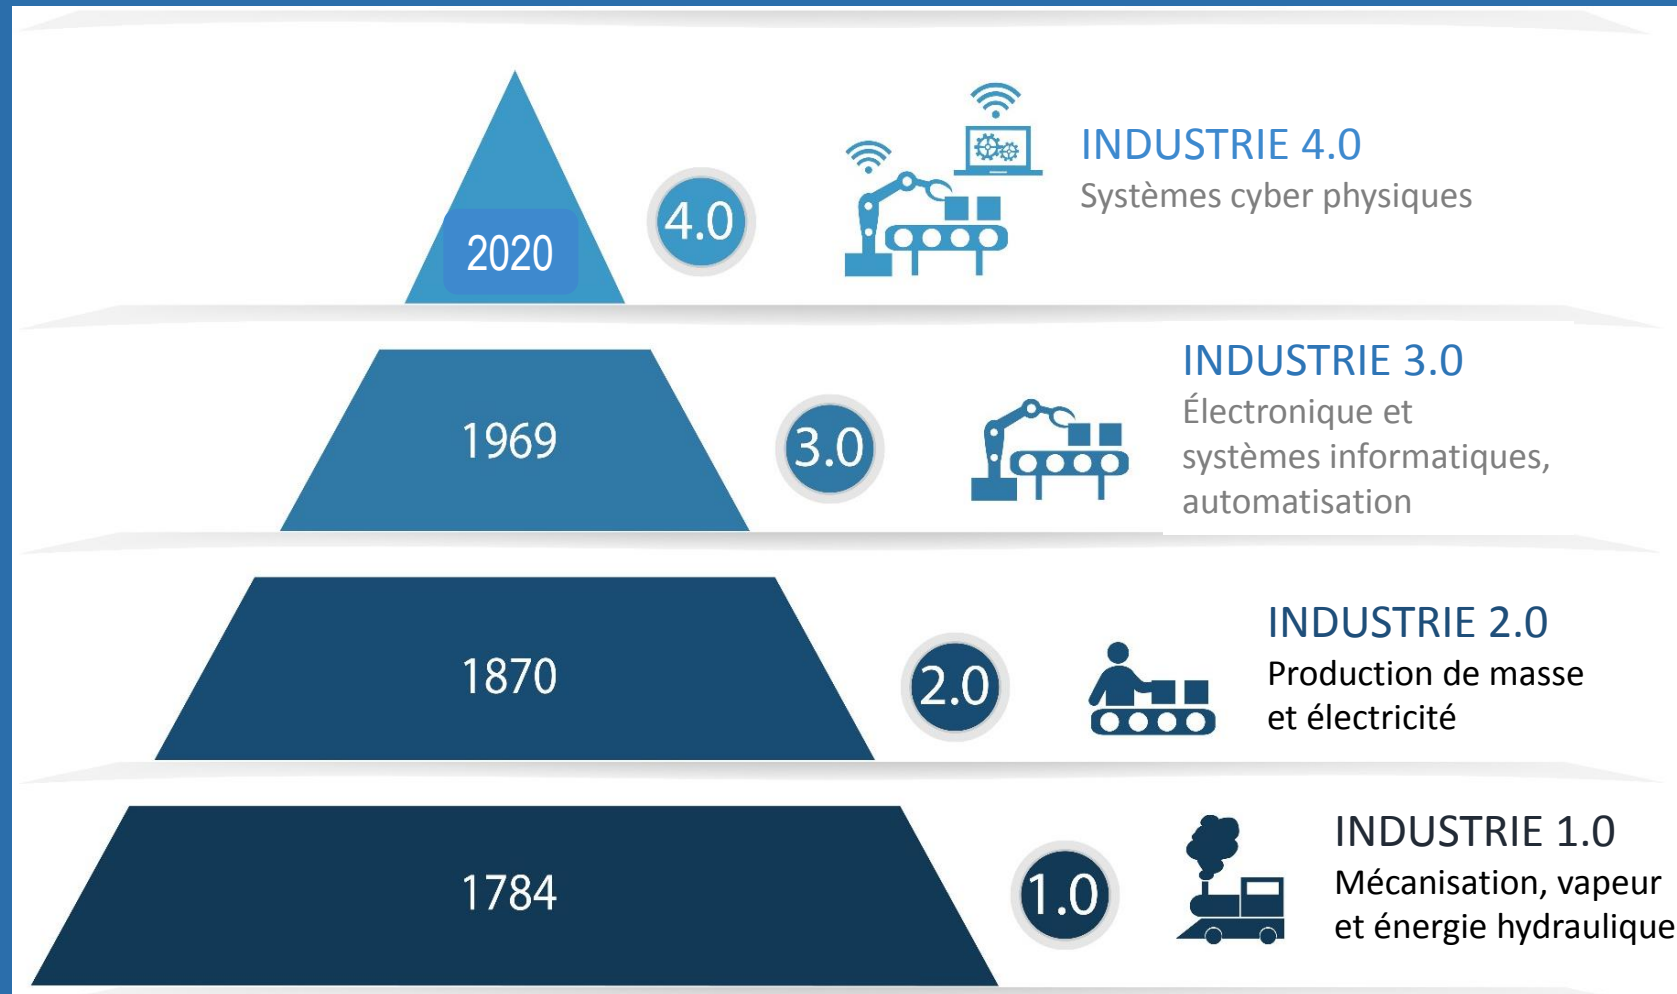 2020
4.0
INDUSTRIE 4.0
Systèmes cyber physiques
1969
3.0
INDUSTRIE 3.0
Électronique et
systèmes informatiques,
automatisation
1870
2.0
INDUSTRIE 2.0
Production de masse
et électricité
1784
1.0
INDUSTRIE 1.0
Mécanisation, vapeur
et énergie hydraulique